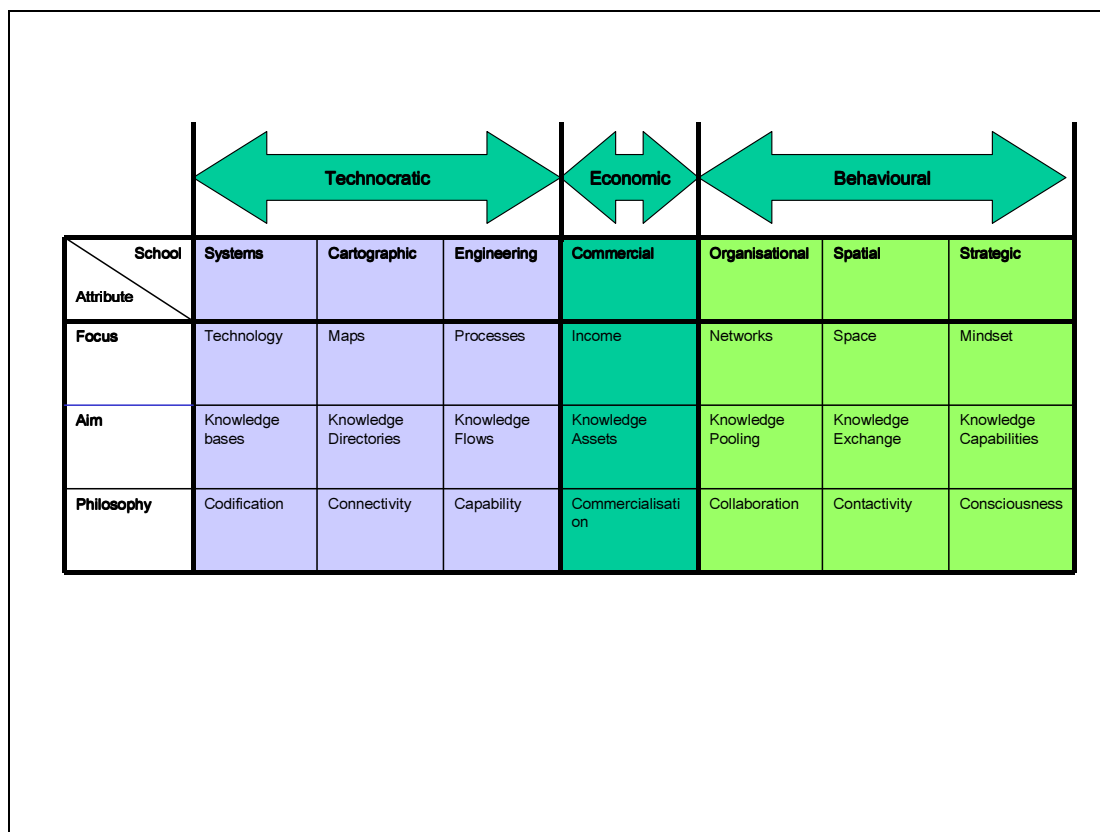 Technocratic Economic Behavioural
School Systems Cartographic Engineering Commercial Organisational Spatial Strategic
Attribute
Focus Technology Maps Processes Income Networks Space Mindset
Aim Knowledge Knowledge Knowledge Knowledge Knowledge Knowledge Knowledge
bases Directories Flows Assets Pooling Exchange Capabilities
Philosophy Codification Connectivity Capability Commercialisati Collaboration Contactivity Consciousness
on